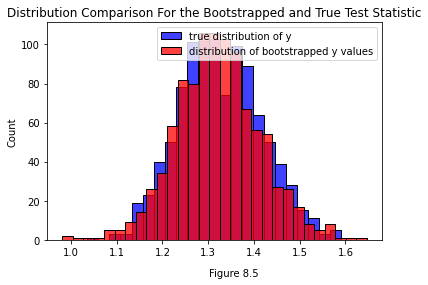 Distribution Comparison For the Bootstrapped and True Test Statistic
true distribution of y
distribution of bootstrapped y values
Count
100
80
60
40
20
0
1.0 1.1 1.2 1.3 1.4 1.5 1.6
Figure 8.5